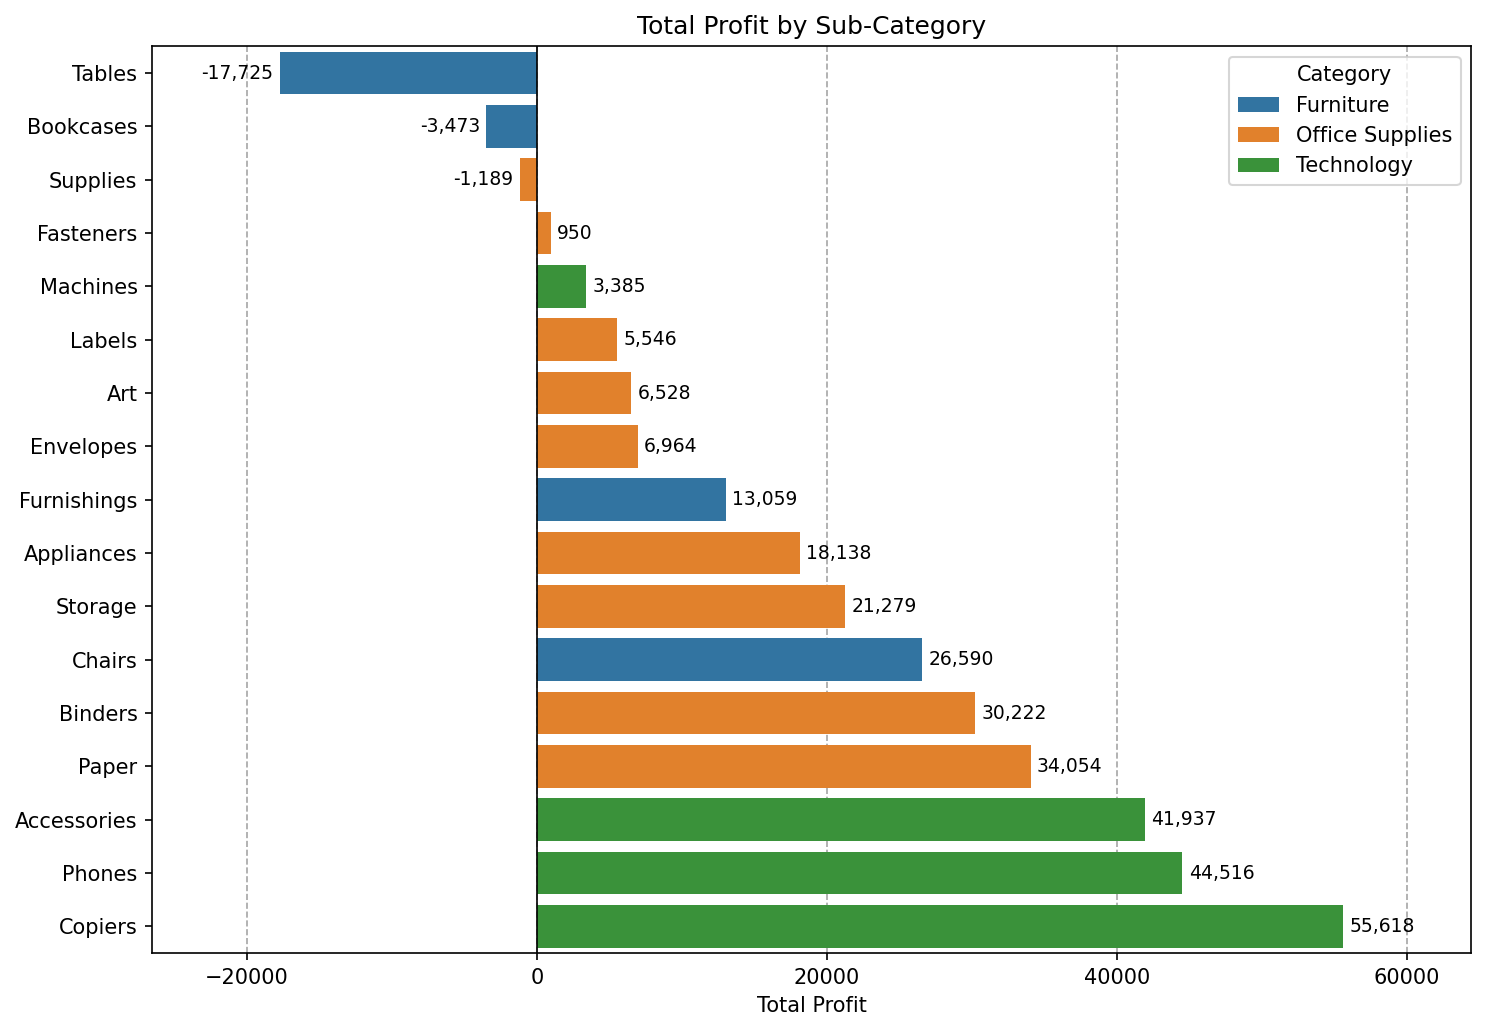 Total Profit by Sub-Category
Category
Furniture
Office Supplies
Technology
Tables -17,725
Bookcases -3,473
Supplies -1,189
Fasteners 950
Machines 3,385
Labels 5,546
Art 6,528
Envelopes 6,964
Furnishings 13,059
Appliances 18,138
Storage 21,279
Chairs 26,590
Binders 30,222
Paper 34,054
Accessories 41,937
Phones 44,516
Copiers 55,618
−20000 0 20000 40000 60000
Total Profit